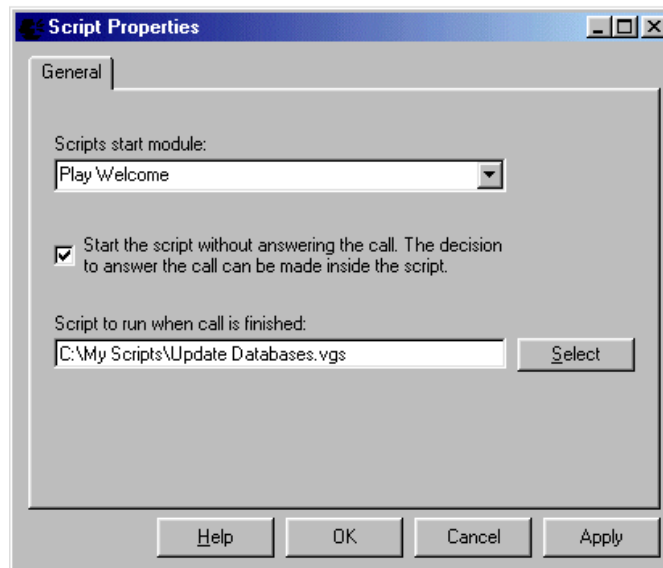 Script Properties
General
Scripts start module:
Play Welcome
Start the script without answering the call. The decision
to answer the call can be made inside the script.
Script to run when call is finished:
C:\My Scripts\Update Databases.vgs
Select
Help OK Cancel Apply